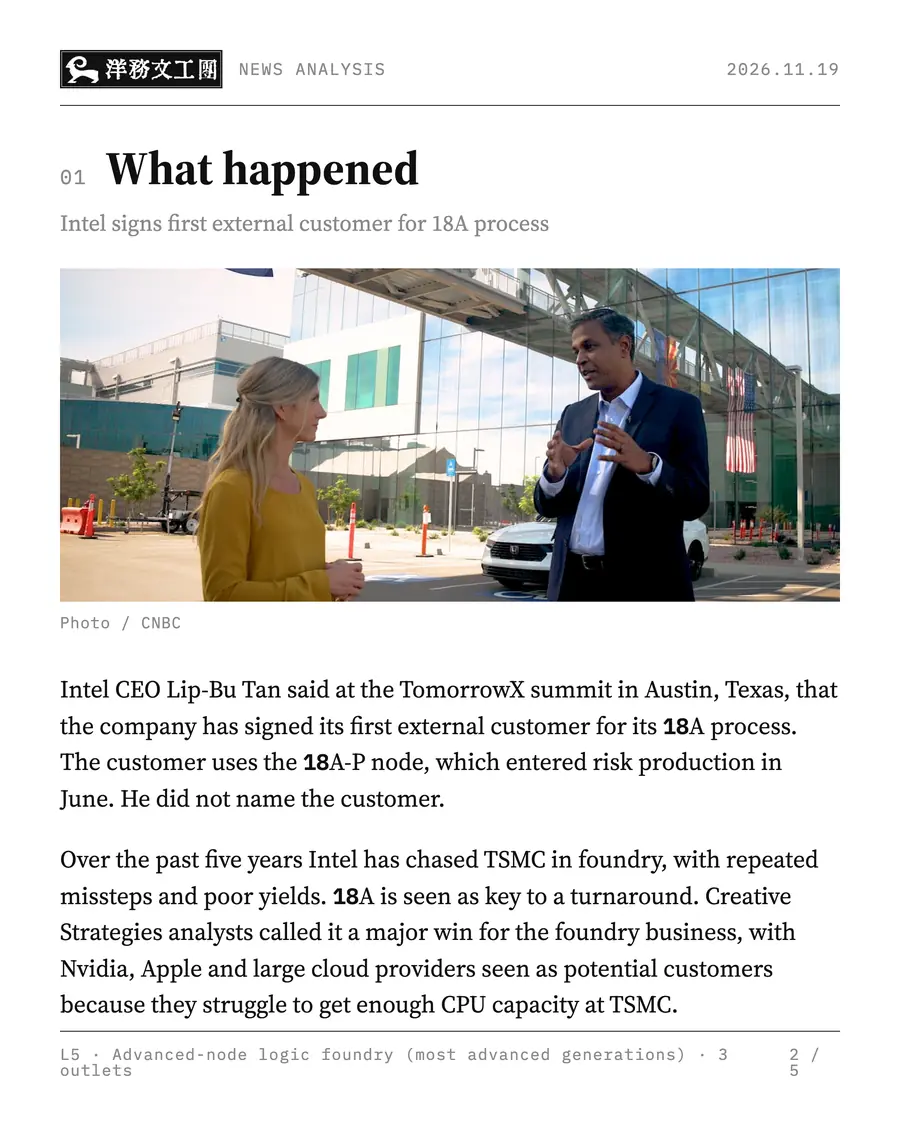 洋務文工團 NEWS ANALYSIS 2026.11.19
01 What happened
Intel signs first external customer for 18A process
Photo / CNBC
Intel CEO Lip-Bu Tan said at the TomorrowX summit in Austin, Texas, that
the company has signed its first external customer for its 18A process.
The customer uses the 18A-P node, which entered risk production in
June. He did not name the customer.
Over the past five years Intel has chased TSMC in foundry, with repeated
missteps and poor yields. 18A is seen as key to a turnaround. Creative
Strategies analysts called it a major win for the foundry business, with
Nvidia, Apple and large cloud providers seen as potential customers
because they struggle to get enough CPU capacity at TSMC.
L5 · Advanced-node logic foundry (most advanced generations) · 3
outlets
2 /
5